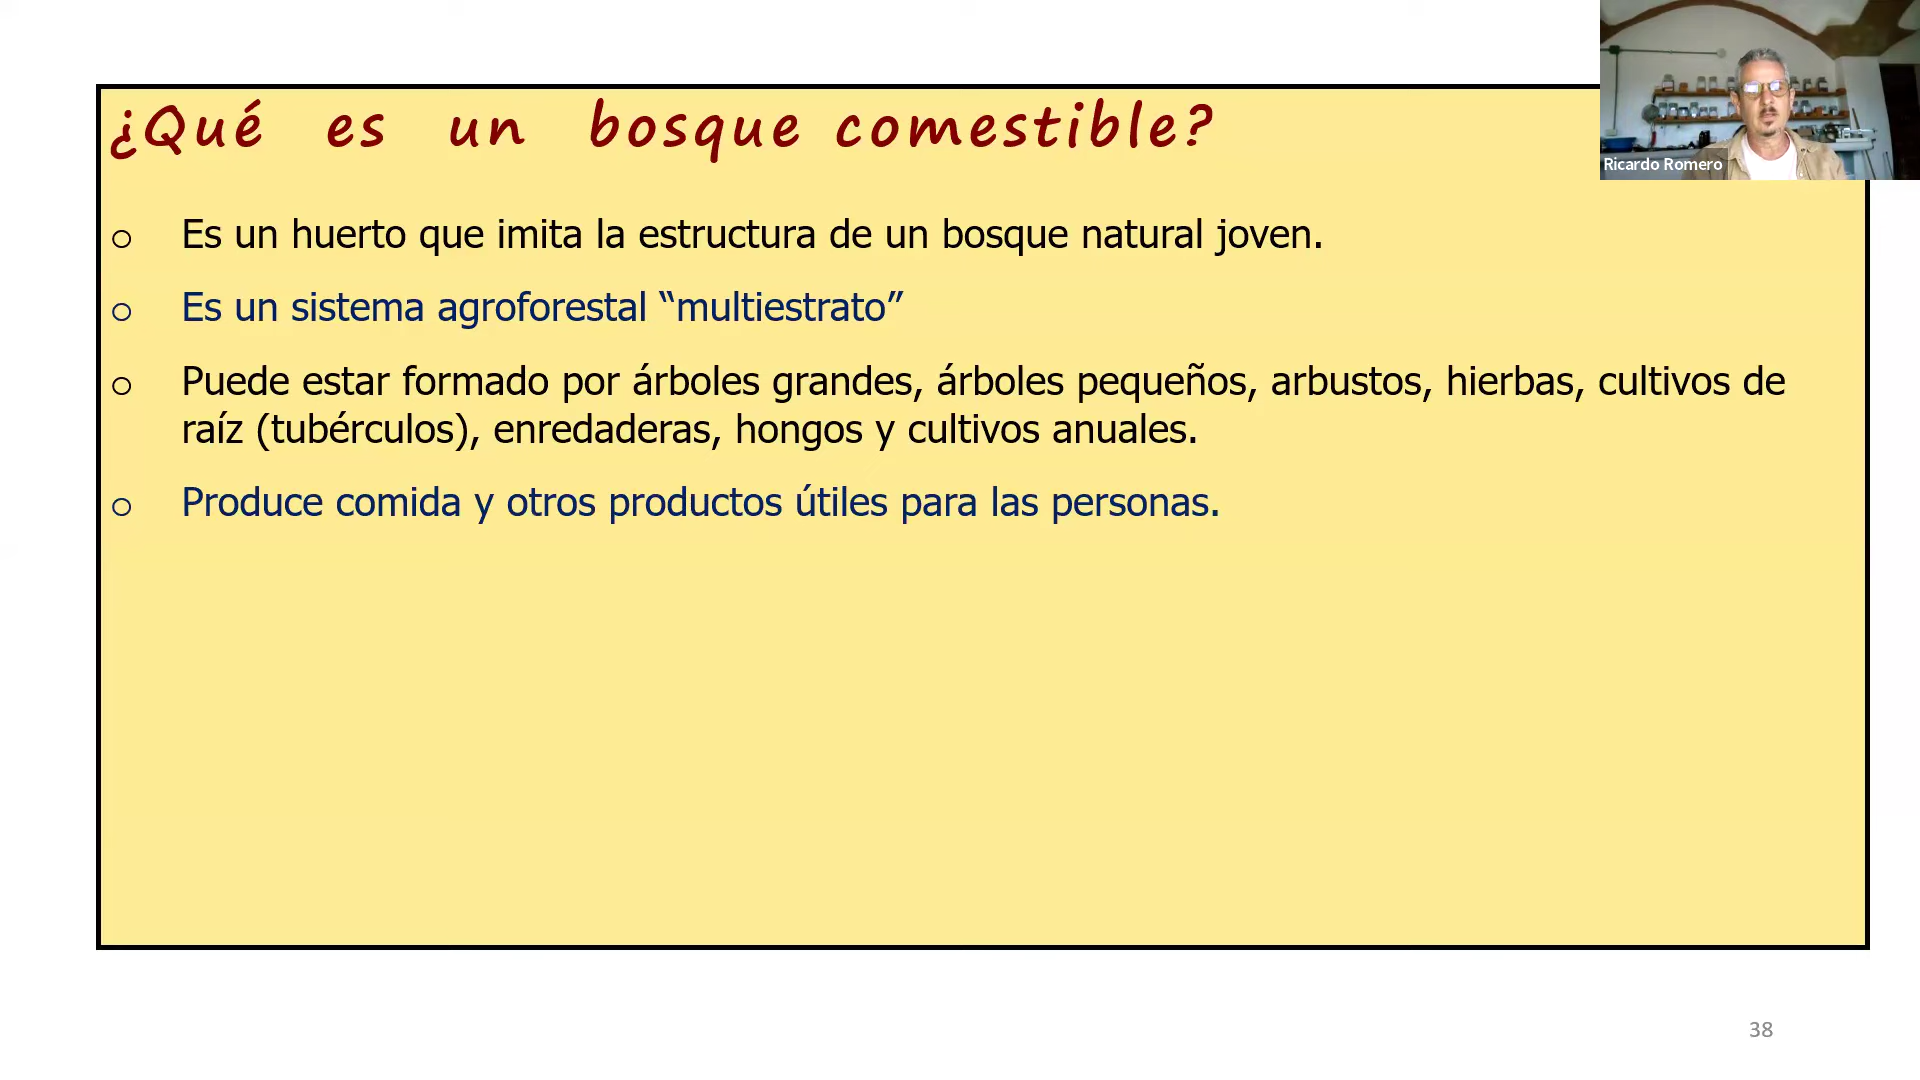 ¿Qué es un bosque comestible?
Ricardo Romero
o Es un huerto que imita la estructura de un bosque natural joven.
o Es un sistema agroforestal “multiestrato”
o Puede estar formado por árboles grandes, árboles pequeños, arbustos, hierbas, cultivos de
raíz (tubérculos), enredaderas, hongos y cultivos anuales.
o Produce comida y otros productos útiles para las personas.
38